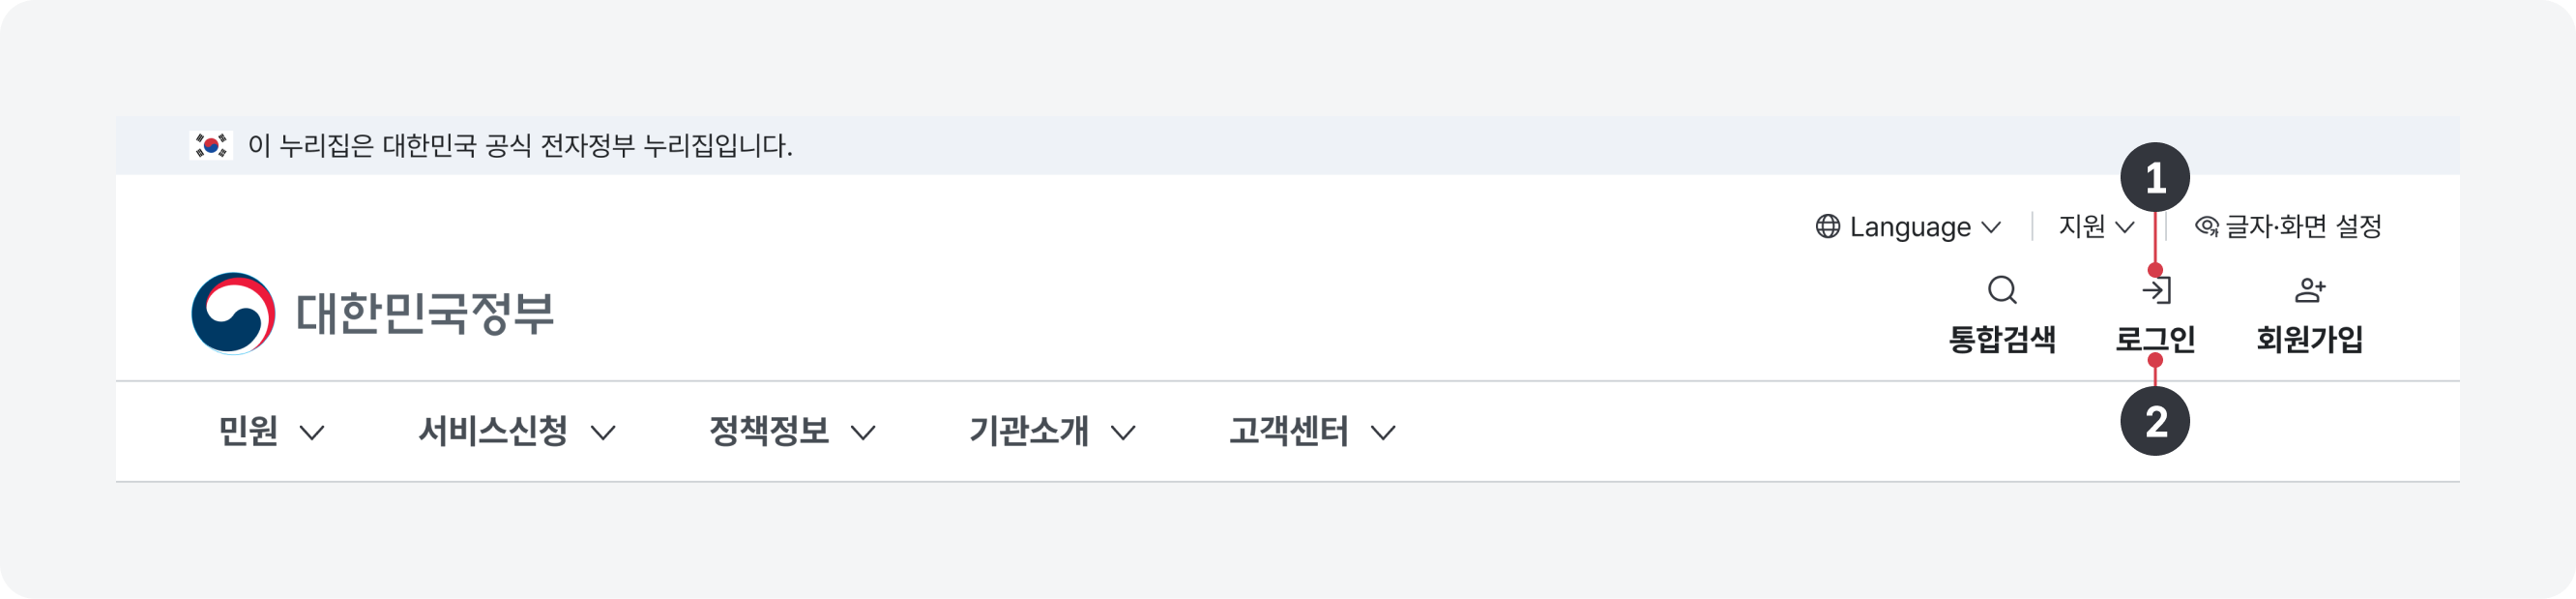 이 누리집은 대한민국 공식 전자정부 누리집입니다.
1
Language 지원 글자·화면 설정
대한민국정부
통합검색 로그인 회원가입
2
민원 서비스신청 정책정보 기관소개 고객센터